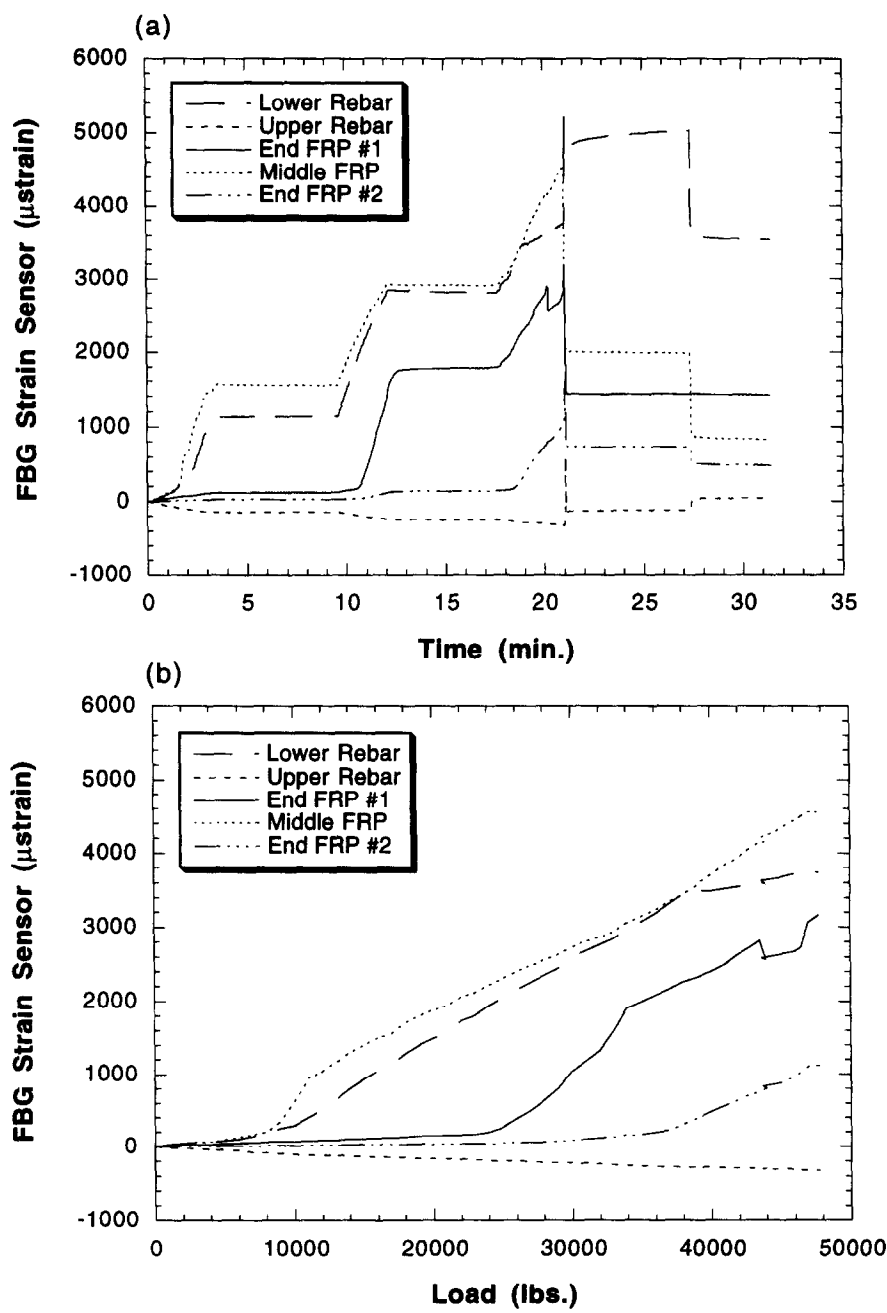 (a)
6000
5000
4000
3000
2000
1000
0
-1000
FBG Strain Sensor (μstrain)
Lower Rebar
Upper Rebar
End FRP #1
Middle FRP
End FRP #2
0 5 10 15 20 25 30 35
Time (min.)
(b)
6000
5000
4000
3000
2000
1000
0
-1000
FBG Strain Sensor (μstrain)
Lower Rebar
Upper Rebar
End FRP #1
Middle FRP
End FRP #2
0 10000 20000 30000 40000 50000
Load (lbs.)